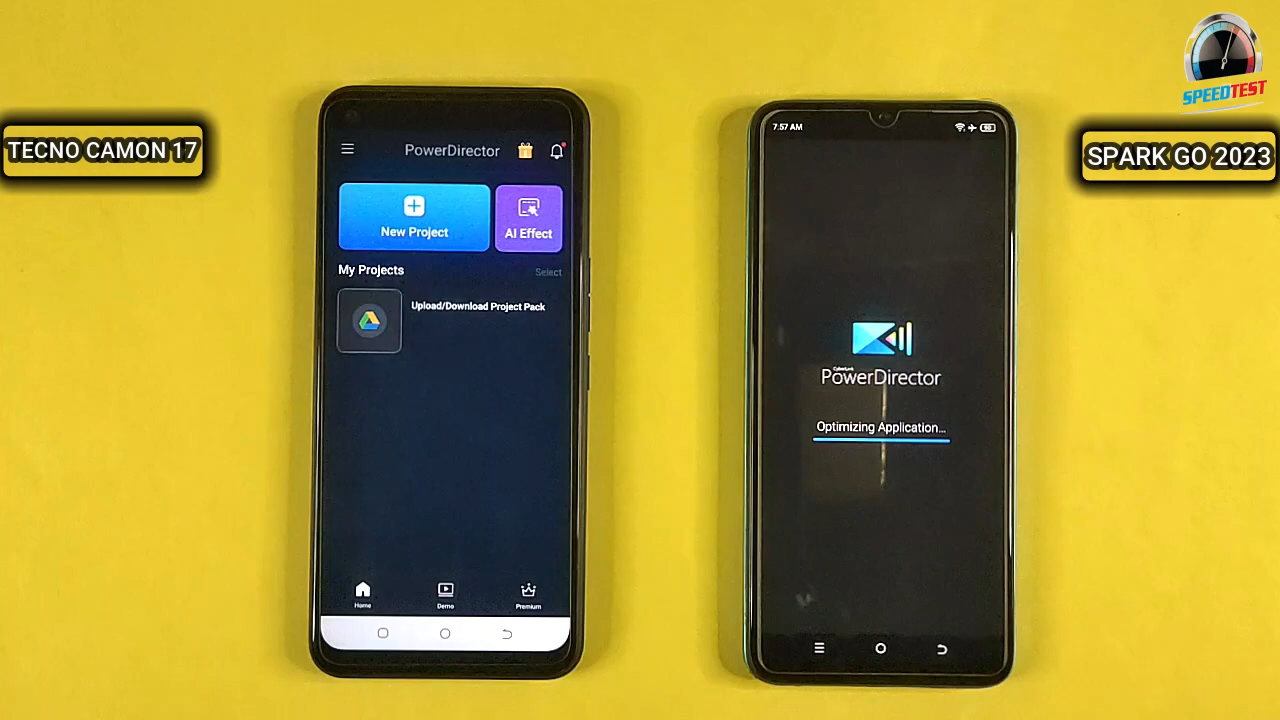 SPEEDTEST
TECNO CAMON 17
SPARK GO 2023
PowerDirector
New Project
AI Effect
My Projects
Select
Upload/Download Project Pack
Home
Demo
Premium
7:57 AM
CyberLink
PowerDirector
Optimizing Application...